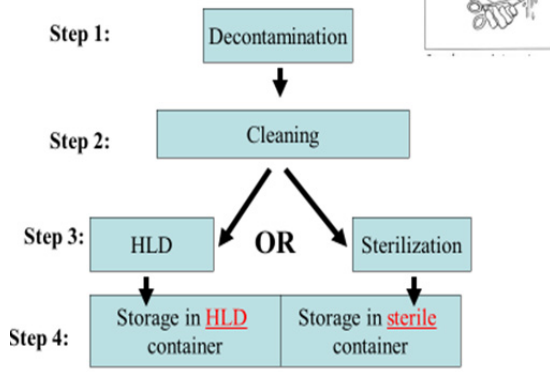 Step 1:
Decontamination
Step 2:
Cleaning
Step 3:
HLD
OR
Sterilization
Step 4:
Storage in HLD
container
Storage in sterile
container